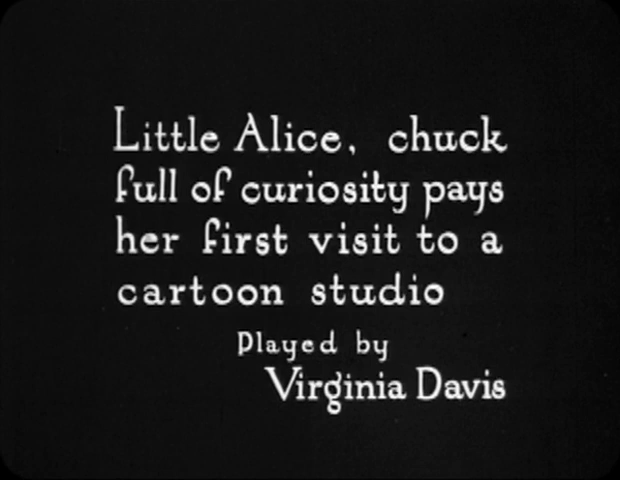 Little Alice, chuck
full of curiosity pays
her first visit to a
cartoon studio
Played by
Virginia Davis